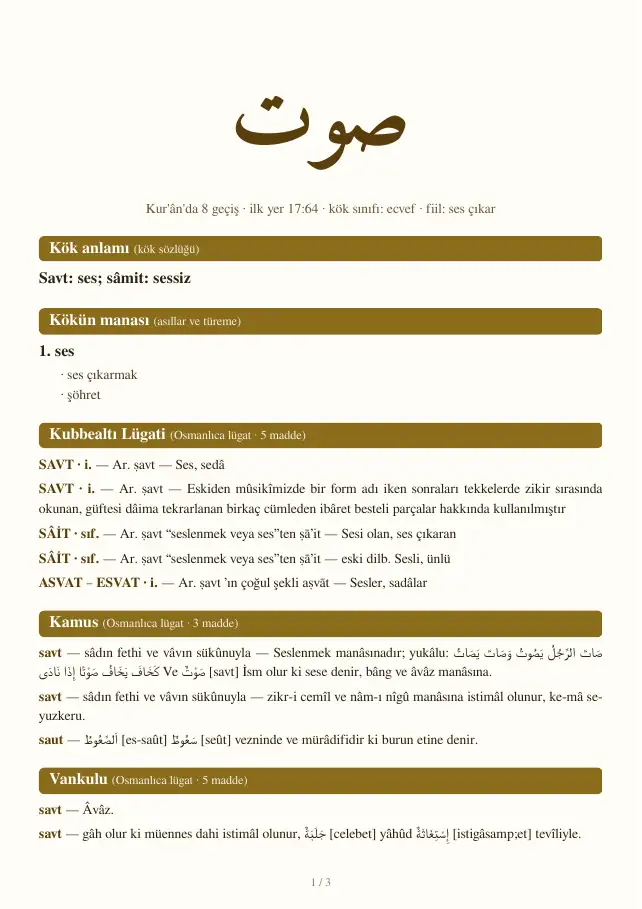 صوت
Kur'ân'da 8 geçiş · ilk yer 17:64 · kök sınıfı: ecvef · fiil: ses çıkar
Kök anlamı (kök sözlüğü)
Savt: ses; sâmit: sessiz
Kökün manası (asıllar ve türeme)
1. ses
· ses çıkarmak
· şöhret
Kubbealtı Lügati (Osmanlıca lügat · 5 madde)
SAVT · i. — Ar. ṣavt — Ses, sedâ
SAVT · i. — Ar. ṣavt — Eskiden mûsikîmizde bir form adı iken sonraları tekkelerde zikir sırasında
okunan, güftesi dâima tekrarlanan birkaç cümleden ibâret besteli parçalar hakkında kullanılmıştır
SÂİT · sıf. — Ar. ṣavt “seslenmek veya ses”ten ṣā’it — Sesi olan, ses çıkaran
SÂİT · sıf. — Ar. ṣavt “seslenmek veya ses”ten ṣā’it — eski dilb. Sesli, ünlü
ASVAT – ESVAT · i. — Ar. ṣavt ’ın çoğul şekli aṣvāt — Sesler, sadâlar
Kamus (Osmanlıca lügat · 3 madde)
savt — sâdın fethi ve vâvın sükûnuyla — Seslenmek manâsınadır; yukâlu: صَاتَ الرَّجُلُ يَصُوتُ وَصَاتَ يَصَاتُ
كَخَافَ يَخَافُ صَوْتًا إِذَا نَادَى Ve صَوْتٌ [savt] İsm olur ki sese denir, bâng ve âvâz manâsına.
savt — sâdın fethi ve vâvın sükûnuyla — zikr-i cemîl ve nâm-ı nîgû manâsına istimâl olunur, ke-mâ se-
yuzkeru.
saut — اَلصَّعُوطُ [es-saût] سَعُوطٌ [seût] vezninde ve mürâdifidir ki burun etine denir.
Vankulu (Osmanlıca lügat · 5 madde)
savt — Âvâz.
savt — gâh olur ki müennes dahi istimâl olunur, جَلَبَةٌ [celebet] yâhûd إِسْتِغَاثَةٌ [istigâsamp;et] tevîliyle.
1 / 3